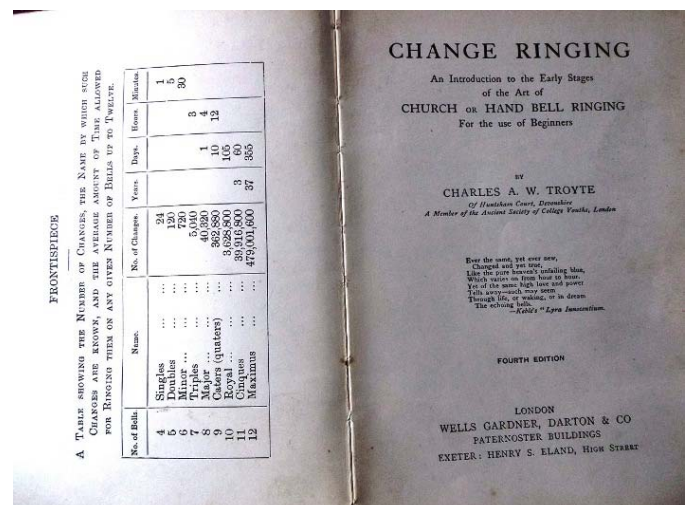 FRONTISPIECE
A TABLE SHOWING THE NUMBER OF CHANGES, THE NAME BY WHICH SUCH
CHANGES ARE KNOWN, AND THE AVERAGE AMOUNT OF TIME ALLOWED
FOR RINGING THEM ON ANY GIVEN NUMBER OF BELLS UP TO TWELVE.
No. of Bells. Name. No. of Changes. Years. Days. Hours. Minutes.
4 Singles ... ... 24 1
5 Doubles ... ... 120 5
6 Minor ... ... ... 720 30
7 Triples ... ... 5,040 3
8 Major ... ... ... 40,320 1 4
9 Caters (quaters) ... 362,880 10 12
10 Royal ... ... ... 3,628,800 105
11 Cinques ... ... 39,916,800 3 60
12 Maximus ... ... 479,001,600 37 355
CHANGE RINGING
An Introduction to the Early Stages
of the Art of
CHURCH OR HAND BELL RINGING
For the use of Beginners
BY
CHARLES A. W. TROYTE
Of Huntsham Court, Devonshire
A Member of the Ancient Society of College Youths, London
Ever the same, yet ever new,
Changed and yet true,
Like the pure heaven's unfailing blue,
Which varies on from hour to hour.
Yet of the same high love and power
Tells away—each may seem
Through life, or waking, or in dream
The echoing bells.
—Keble's "Lyra Innocentium.
FOURTH EDITION
LONDON
WELLS GARDNER, DARTON & CO
PATERNOSTER BUILDINGS
EXETER: HENRY S. ELAND, HIGH STREET